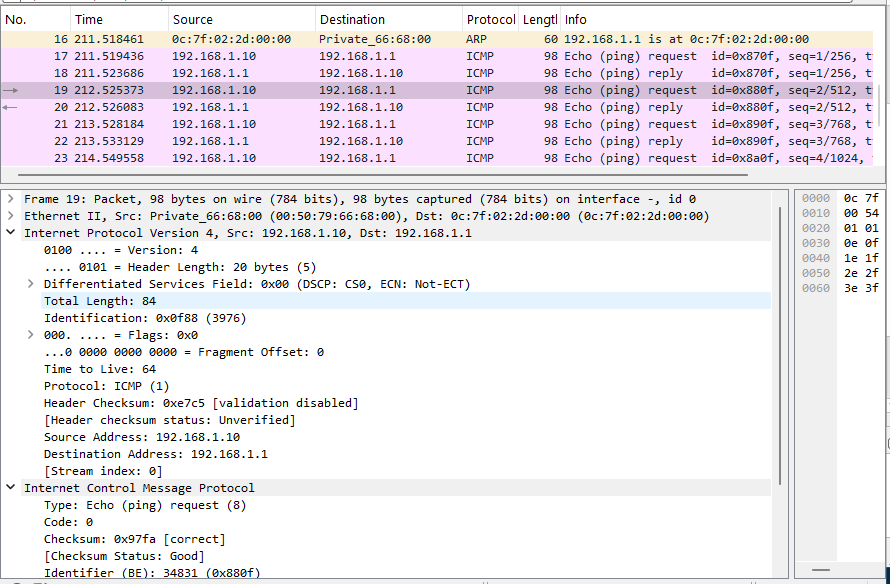 No. Time Source Destination Protocol Lengtl Info
16 211.518461 0c:7f:02:2d:00:00 Private_66:68:00 ARP 60 192.168.1.1 is at 0c:7f:02:2d:00:00
17 211.519436 192.168.1.10 192.168.1.1 ICMP 98 Echo (ping) request id=0x870f, seq=1/256, t
18 211.523686 192.168.1.1 192.168.1.10 ICMP 98 Echo (ping) reply id=0x870f, seq=1/256, t
19 212.525373 192.168.1.10 192.168.1.1 ICMP 98 Echo (ping) request id=0x880f, seq=2/512, t
20 212.526083 192.168.1.1 192.168.1.10 ICMP 98 Echo (ping) reply id=0x880f, seq=2/512, t
21 213.528184 192.168.1.10 192.168.1.1 ICMP 98 Echo (ping) request id=0x890f, seq=3/768, t
22 213.533129 192.168.1.1 192.168.1.10 ICMP 98 Echo (ping) reply id=0x890f, seq=3/768, t
23 214.549558 192.168.1.10 192.168.1.1 ICMP 98 Echo (ping) request id=0x8a0f, seq=4/1024,
Frame 19: Packet, 98 bytes on wire (784 bits), 98 bytes captured (784 bits) on interface -, id 0
Ethernet II, Src: Private_66:68:00 (00:50:79:66:68:00), Dst: 0c:7f:02:2d:00:00 (0c:7f:02:2d:00:00)
Internet Protocol Version 4, Src: 192.168.1.10, Dst: 192.168.1.1
0100 .... = Version: 4
.... 0101 = Header Length: 20 bytes (5)
Differentiated Services Field: 0x00 (DSCP: CS0, ECN: Not-ECT)
Total Length: 84
Identification: 0x0f88 (3976)
000. .... = Flags: 0x0
...0 0000 0000 0000 = Fragment Offset: 0
Time to Live: 64
Protocol: ICMP (1)
Header Checksum: 0xe7c5 [validation disabled]
[Header checksum status: Unverified]
Source Address: 192.168.1.10
Destination Address: 192.168.1.1
[Stream index: 0]
Internet Control Message Protocol
Type: Echo (ping) request (8)
Code: 0
Checksum: 0x97fa [correct]
[Checksum Status: Good]
Identifier (BE): 34831 (0x880f)
0000 0c 7f
0010 00 54
0020 01 01
0030 0e 0f
0040 1e 1f
0050 2e 2f
0060 3e 3f